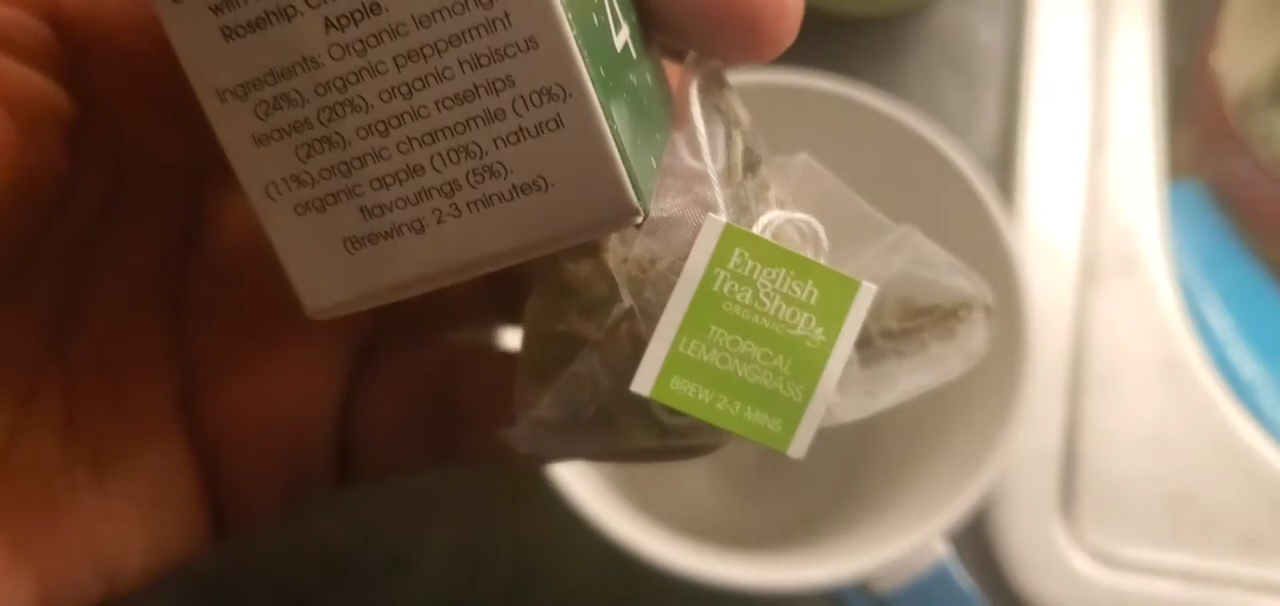 with
Rosehip,
Apple.
Ingredients: Organic
(24%), organic peppermint
leaves (20%), organic hibiscus
(20%), organic rosehips
(11%),organic chamomile (10%),
organic apple (10%), natural
flavourings (5%).
(Brewing: 2-3 minutes).
4
English
Tea Shop
ORGANIC
TROPICAL
LEMONGRASS
BREW 2-3 MINS